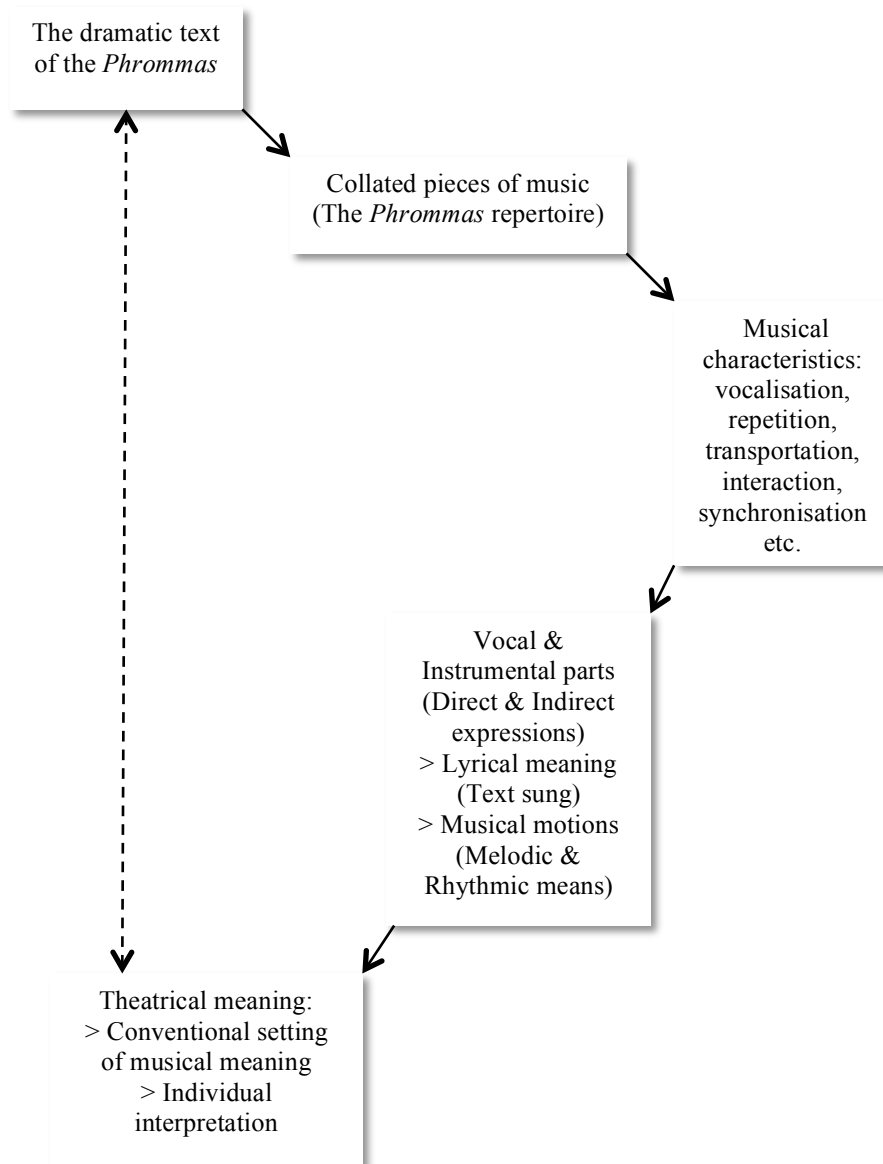 The dramatic text
of the Phrommas
Collated pieces of music
(The Phrommas repertoire)
Musical
characteristics:
vocalisation,
repetition,
transportation,
interaction,
synchronisation
etc.
Vocal &
Instrumental parts
(Direct & Indirect
expressions)
> Lyrical meaning
(Text sung)
> Musical motions
(Melodic &
Rhythmic means)
Theatrical meaning:
> Conventional setting
of musical meaning
> Individual
interpretation